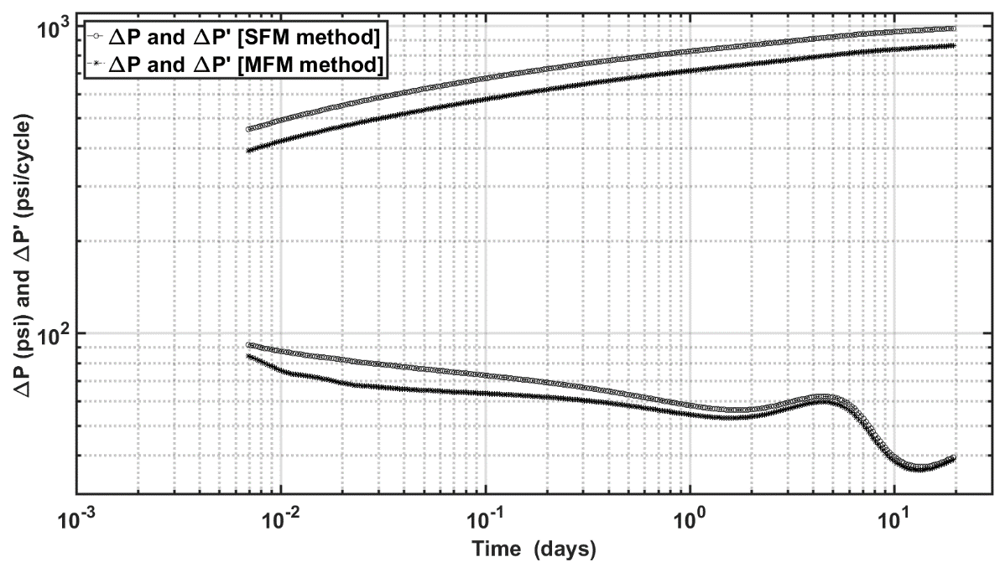 ΔP and ΔP' [SFM method]
ΔP and ΔP' [MFM method]
ΔP (psi) and ΔP' (psi/cycle)
10^3
10^2
10^-3 10^-2 10^-1 10^0 10^1
Time (days)